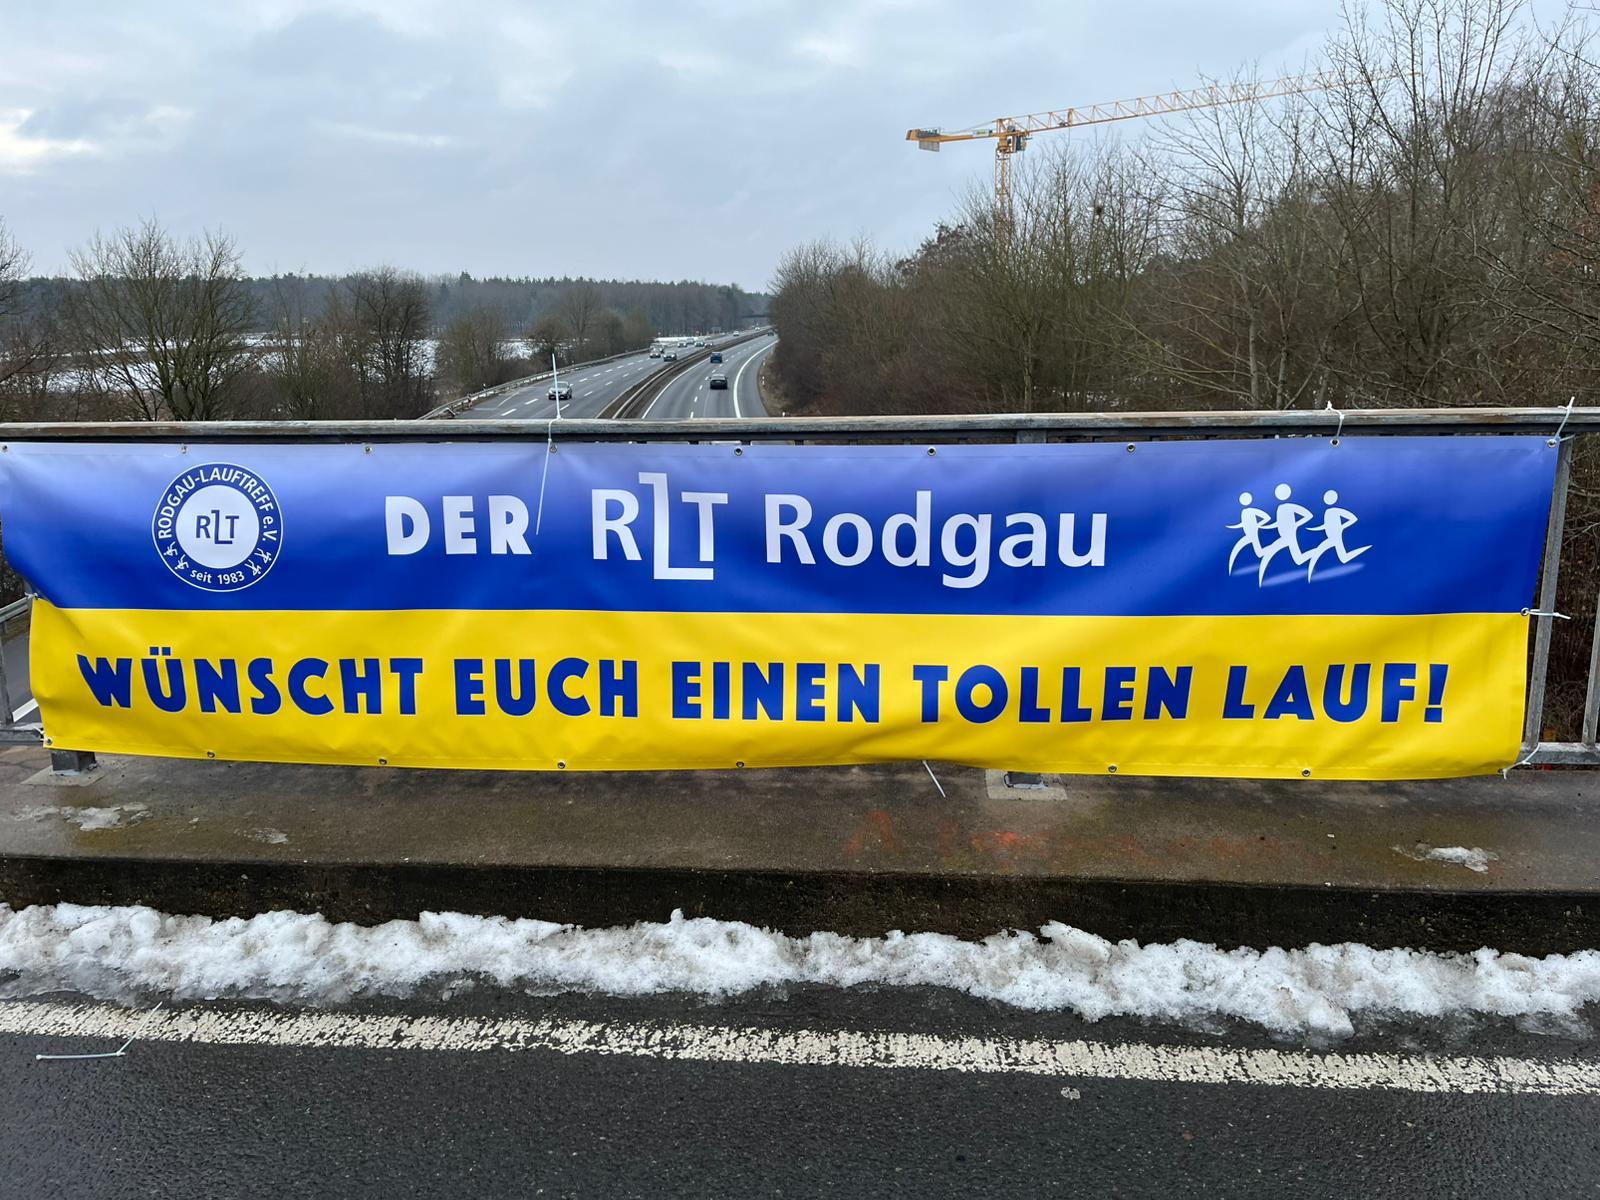 RODGAU-LAUFTREFF e.V.
RLT
seit 1983
DER RLT Rodgau
WÜNSCHT EUCH EINEN TOLLEN LAUF!